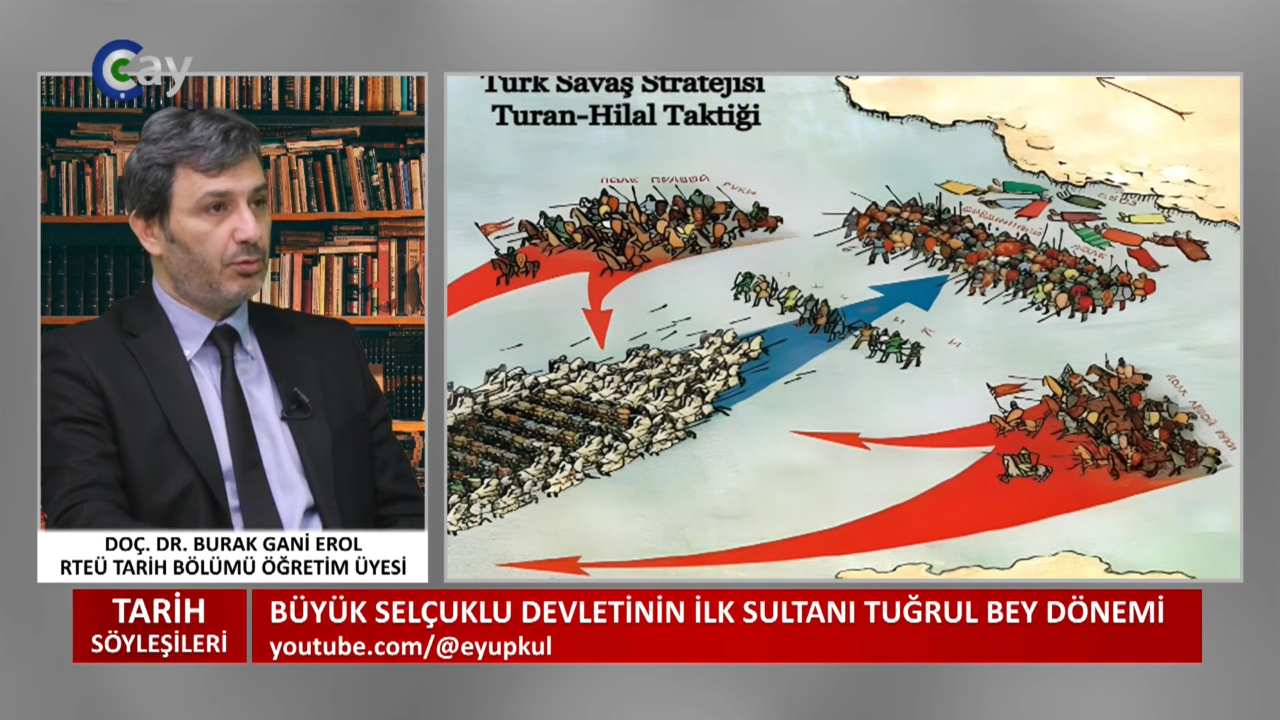 Çay
Türk Savaş Stratejisi
Turan-Hilal Taktiği
DOÇ. DR. BURAK GANİ EROL
RTEÜ TARİH BÖLÜMÜ ÖĞRETİM ÜYESİ
TARİH
SÖYLEŞİLERİ
BÜYÜK SELÇUKLU DEVLETİNİN İLK SULTANI TUĞRUL BEY DÖNEMİ
youtube.com/@eyupkul